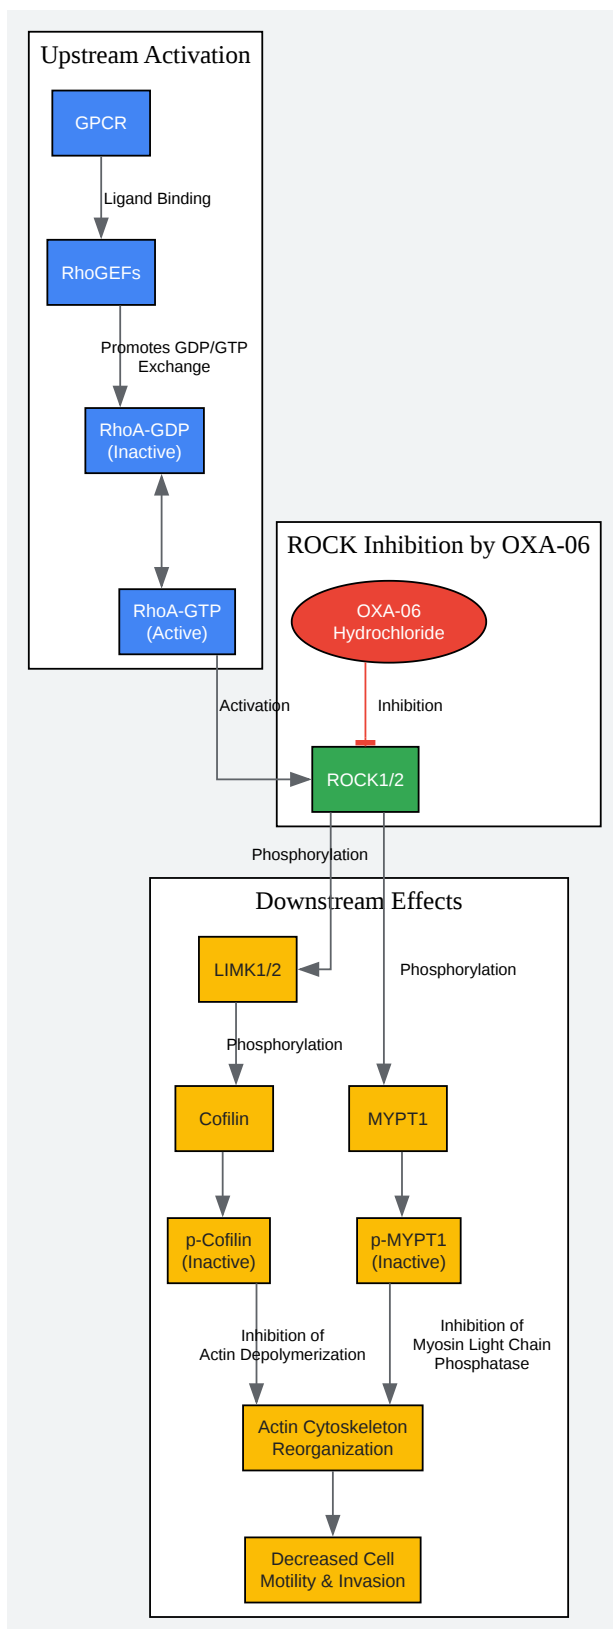 Upstream Activation
GPCR
Ligand Binding
RhoGEFs
Promotes GDP/GTP
Exchange
RhoA-GDP
(Inactive)
RhoA-GTP
(Active)
Activation
ROCK Inhibition by OXA-06
OXA-06
Hydrochloride
Inhibition
ROCK1/2
Phosphorylation
Downstream Effects
LIMK1/2
Phosphorylation
Phosphorylation
Cofilin
MYPT1
p-Cofilin
(Inactive)
p-MYPT1
(Inactive)
Inhibition of
Actin Depolymerization
Inhibition of
Myosin Light Chain
Phosphatase
Actin Cytoskeleton
Reorganization
Decreased Cell
Motility & Invasion